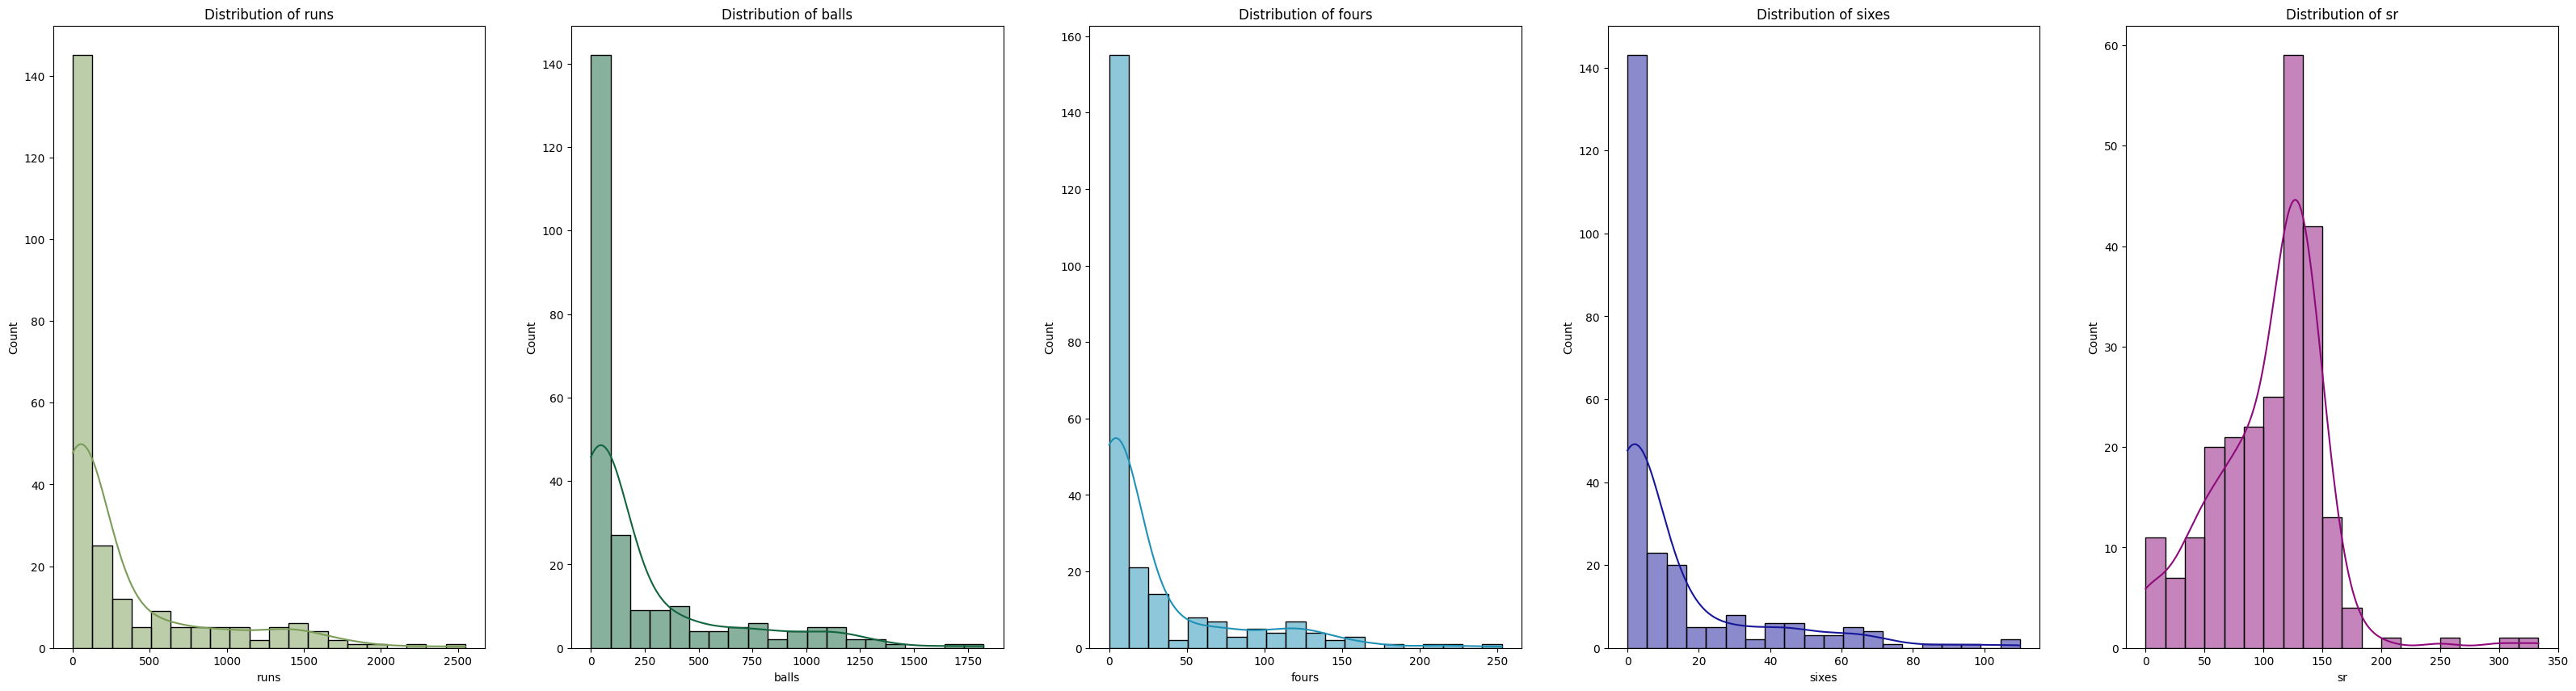 Distribution of runs
140
120
100
80
60
40
20
0
Count
0 500 1000 1500 2000 2500
runs
Distribution of balls
140
120
100
80
60
40
20
0
Count
0 250 500 750 1000 1250 1500 1750
balls
Distribution of fours
160
140
120
100
80
60
40
20
0
Count
0 50 100 150 200 250
fours
Distribution of sixes
140
120
100
80
60
40
20
0
Count
0 20 40 60 80 100
sixes
Distribution of sr
60
50
40
30
20
10
0
Count
0 50 100 150 200 250 300 350
sr